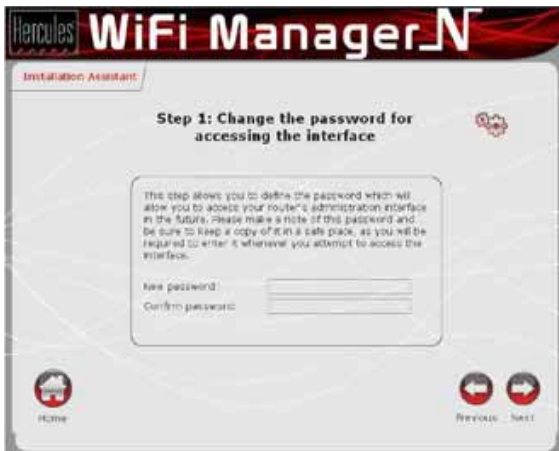 Hercules WiFi Manager_N
Installation Assistant
Step 1: Change the password for
accessing the interface
This step allows you to define the password which will
allow you to access your router's administration interface
in the future. Please make a note of this password and
be sure to keep a copy of it in a safe place, as you will be
required to enter it whenever you attempt to access the
interface.
New password:
Confirm password:
Home
Previous Next